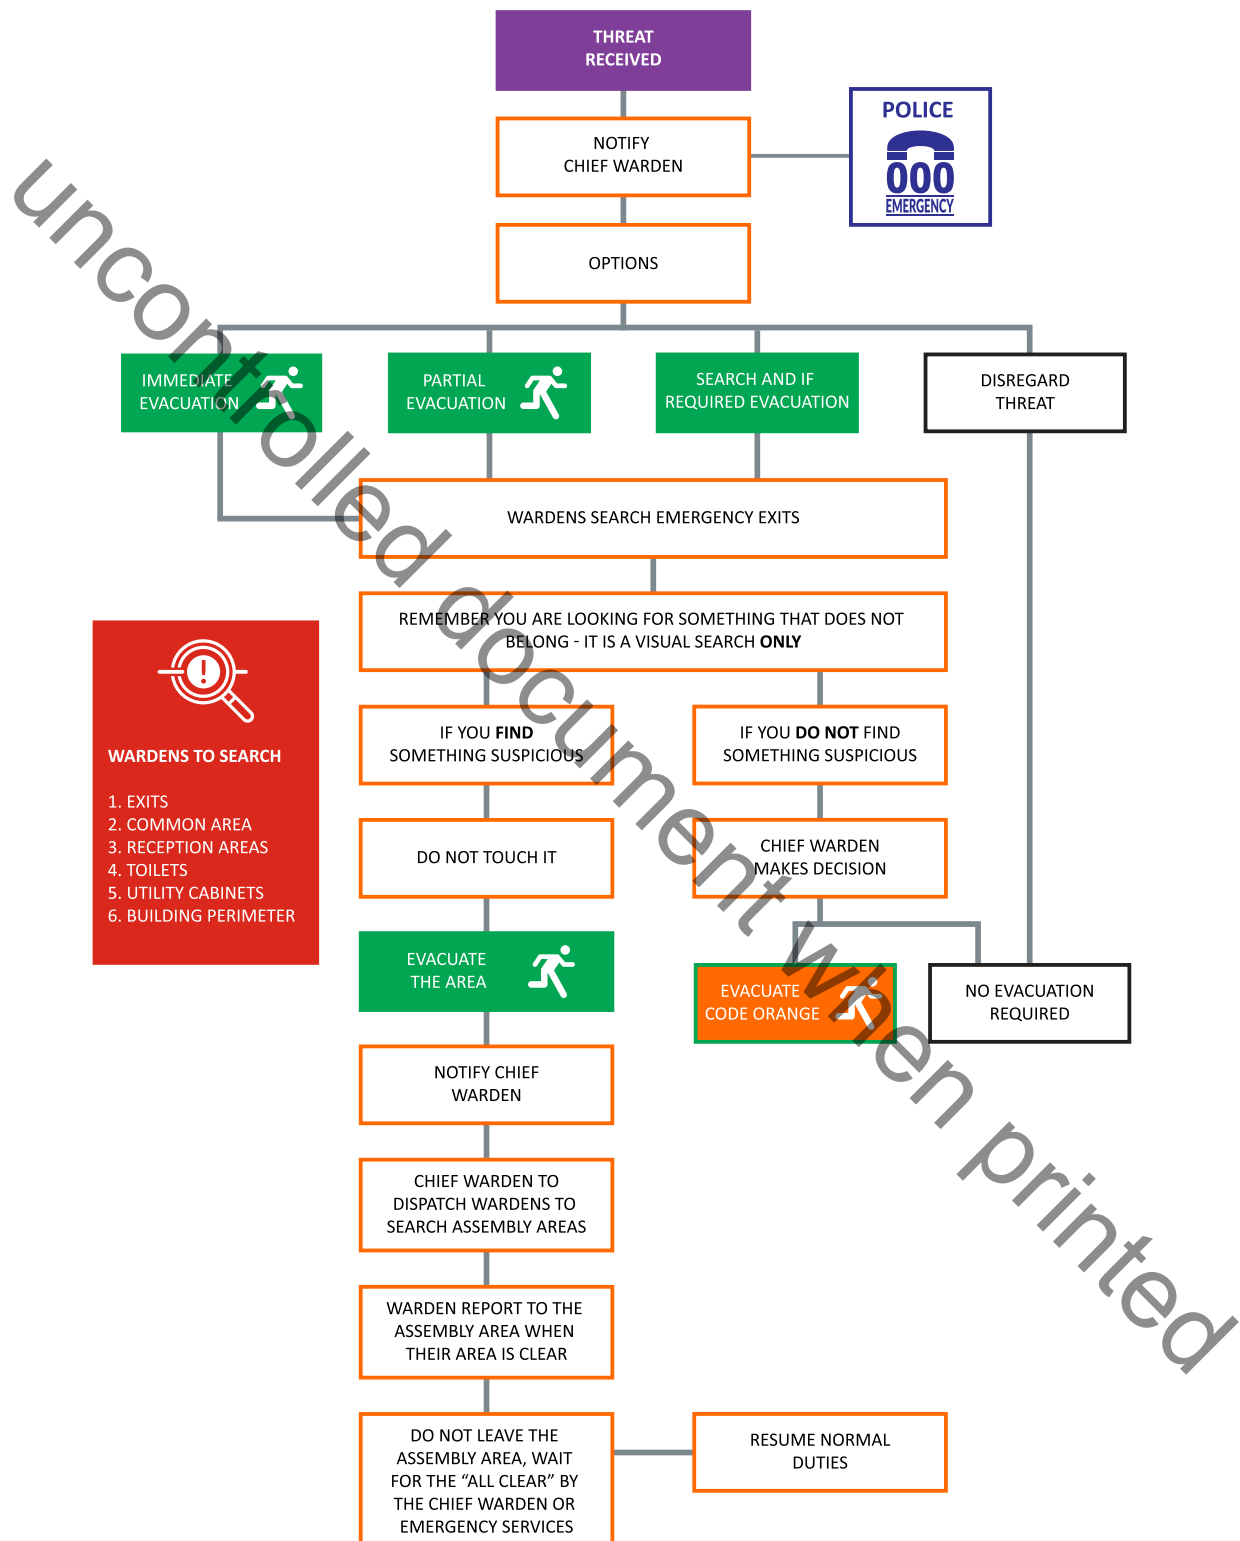 THREAT
RECEIVED
NOTIFY
CHIEF WARDEN
POLICE
000
EMERGENCY
OPTIONS
IMMEDIATE
EVACUATION
PARTIAL
EVACUATION
SEARCH AND IF
REQUIRED EVACUATION
DISREGARD
THREAT
WARDENS SEARCH EMERGENCY EXITS
REMEMBER YOU ARE LOOKING FOR SOMETHING THAT DOES NOT
BELONG - IT IS A VISUAL SEARCH ONLY
WARDENS TO SEARCH
1. EXITS
2. COMMON AREA
3. RECEPTION AREAS
4. TOILETS
5. UTILITY CABINETS
6. BUILDING PERIMETER
IF YOU FIND
SOMETHING SUSPICIOUS
IF YOU DO NOT FIND
SOMETHING SUSPICIOUS
DO NOT TOUCH IT
CHIEF WARDEN
MAKES DECISION
EVACUATE
THE AREA
EVACUATE
CODE ORANGE
NO EVACUATION
REQUIRED
NOTIFY CHIEF
WARDEN
CHIEF WARDEN TO
DISPATCH WARDENS TO
SEARCH ASSEMBLY AREAS
WARDEN REPORT TO THE
ASSEMBLY AREA WHEN
THEIR AREA IS CLEAR
DO NOT LEAVE THE
ASSEMBLY AREA, WAIT
FOR THE “ALL CLEAR” BY
THE CHIEF WARDEN OR
EMERGENCY SERVICES
RESUME NORMAL
DUTIES
uncontrolled document when printed